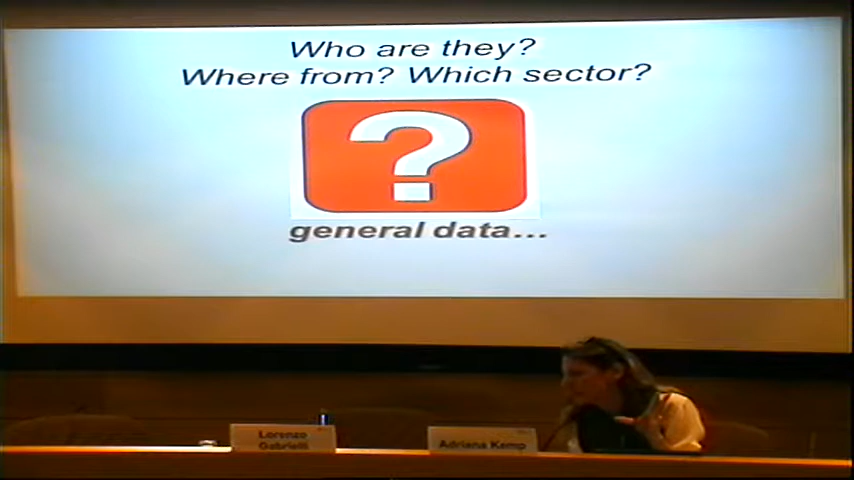 Who are they?
Where from? Which sector?
?
general data...
Lorenzo
Gabrielli
Adriana Kemp